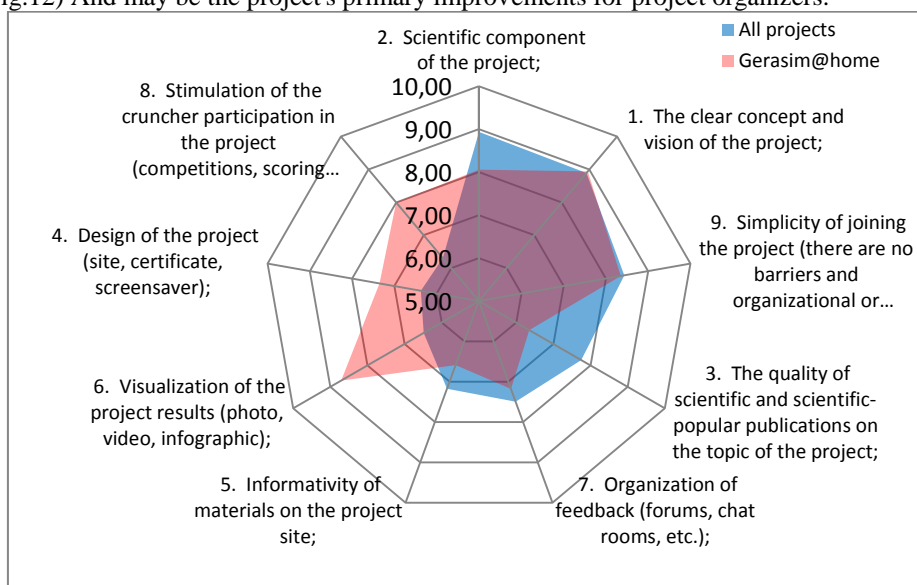 ig.12) And may be the project's primary improvements for project organizers.
All projects
Gerasim@home
2. Scientific component
of the project;
1. The clear concept and
vision of the project;
9. Simplicity of joining
the project (there are no
barriers and
organizational or…
3. The quality of
scientific and scientific-
popular publications on
the topic of the project;
7. Organization of
feedback (forums, chat
rooms, etc.);
5. Informativity of
materials on the project
site;
6. Visualization of the
project results (photo,
video, infographic);
4. Design of the project
(site, certificate,
screensaver);
8. Stimulation of the
cruncher participation in
the project
(competitions, scoring…
10,00
9,00
8,00
7,00
6,00
5,00